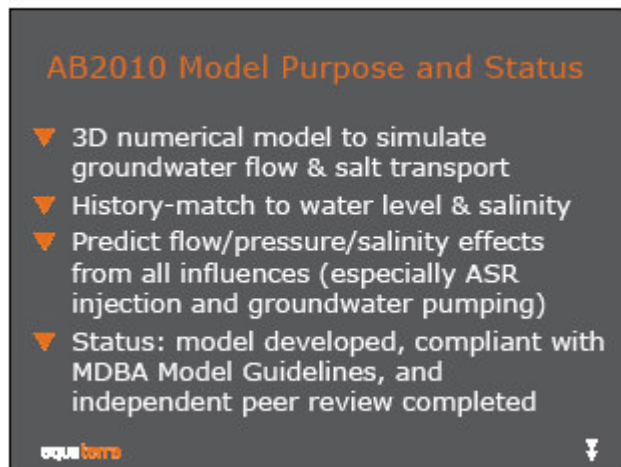 AB2010 Model Purpose and Status
3D numerical model to simulate
groundwater flow & salt transport
History-match to water level & salinity
Predict flow/pressure/salinity effects
from all influences (especially ASR
injection and groundwater pumping)
Status: model developed, compliant with
MDBA Model Guidelines, and
independent peer review completed
aquaterra